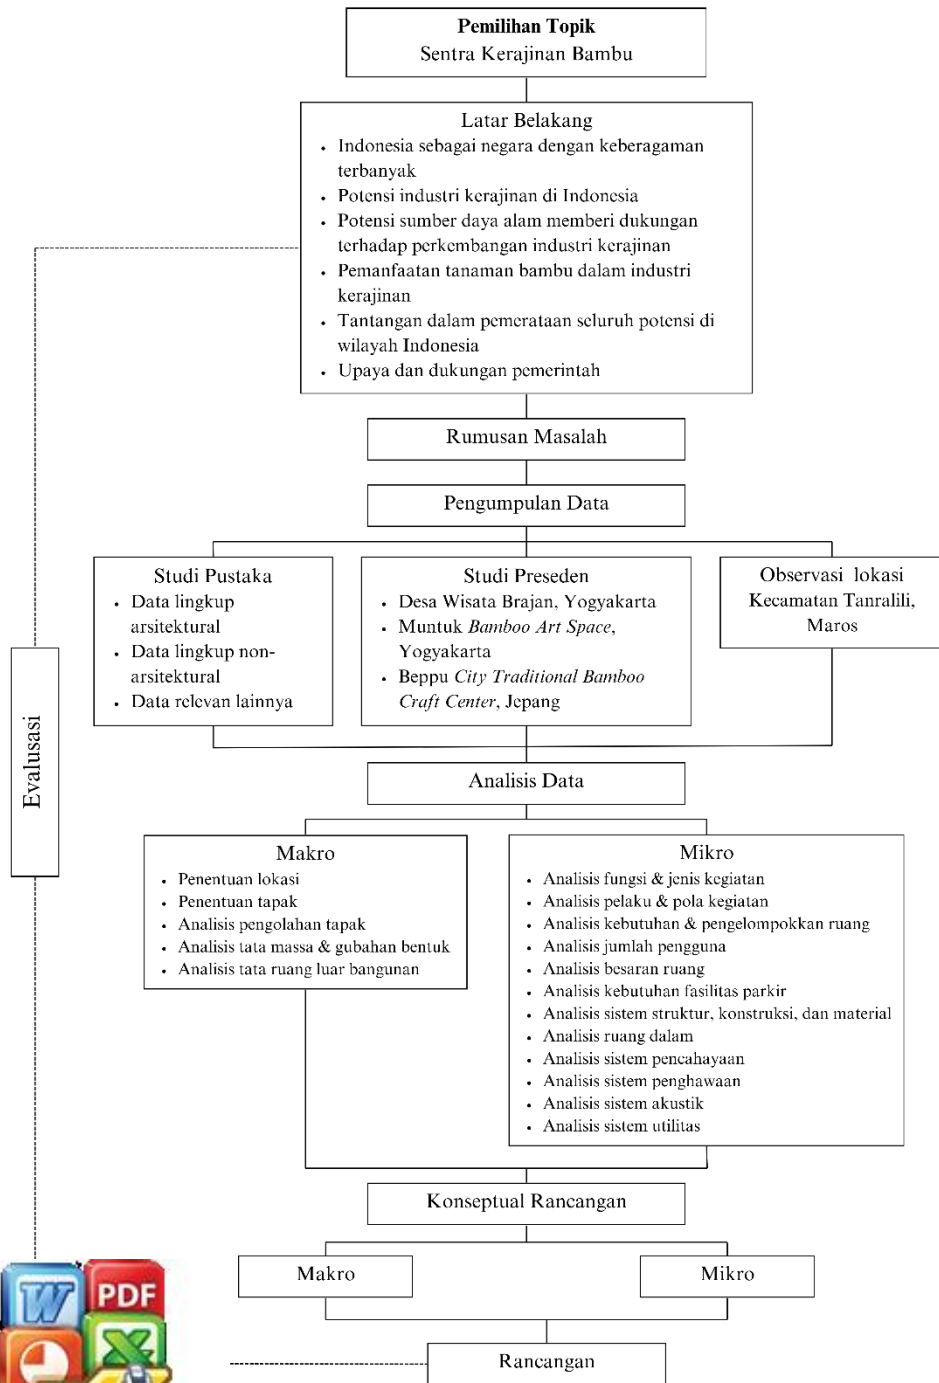 Pemilihan Topik
Sentra Kerajinan Bambu
Latar Belakang
• Indonesia sebagai negara dengan keberagaman
terbanyak
• Potensi industri kerajinan di Indonesia
• Potensi sumber daya alam memberi dukungan
terhadap perkembangan industri kerajinan
• Pemanfaatan tanaman bambu dalam industri
kerajinan
• Tantangan dalam pemerataan seluruh potensi di
wilayah Indonesia
• Upaya dan dukungan pemerintah
Rumusan Masalah
Pengumpulan Data
Studi Pustaka
• Data lingkup
arsitektural
• Data lingkup non-
arsitektural
• Data relevan lainnya
Studi Preseden
• Desa Wisata Brajan, Yogyakarta
• Muntuk Bamboo Art Space,
Yogyakarta
• Beppu City Traditional Bamboo
Craft Center, Jepang
Observasi lokasi
Kecamatan Tanralili,
Maros
Evalusasi
Analisis Data
Makro
• Penentuan lokasi
• Penentuan tapak
• Analisis pengolahan tapak
• Analisis tata massa & gubahan bentuk
• Analisis tata ruang luar bangunan
Mikro
• Analisis fungsi & jenis kegiatan
• Analisis pelaku & pola kegiatan
• Analisis kebutuhan & pengelompokkan ruang
• Analisis jumlah pengguna
• Analisis besaran ruang
• Analisis kebutuhan fasilitas parkir
• Analisis sistem struktur, konstruksi, dan material
• Analisis ruang dalam
• Analisis sistem pencahayaan
• Analisis sistem penghawaan
• Analisis sistem akustik
• Analisis sistem utilitas
Konseptual Rancangan
Makro
Mikro
Rancangan
W
PDF
X